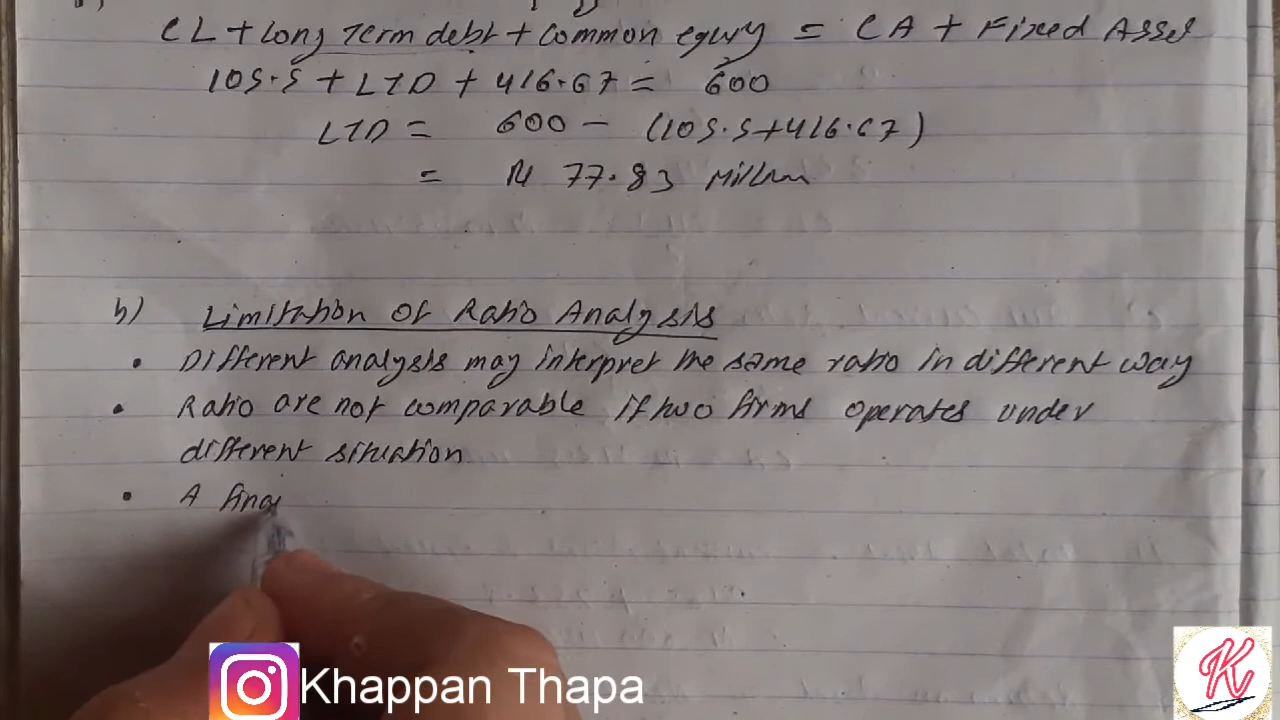 CL + Long Term debt + Common equity = CA + Fixed Asset
105.5 + LTD + 416.67 = 600
LTD = 600 - (105.5+416.67)
= 77.83 Million
b) Limitation Of Ratio Analysis
• Different analysis may interpret the same ratio in different way
• Ratio are not comparable if two firms operates under
different situation
• A fina
Khappan Thapa
K